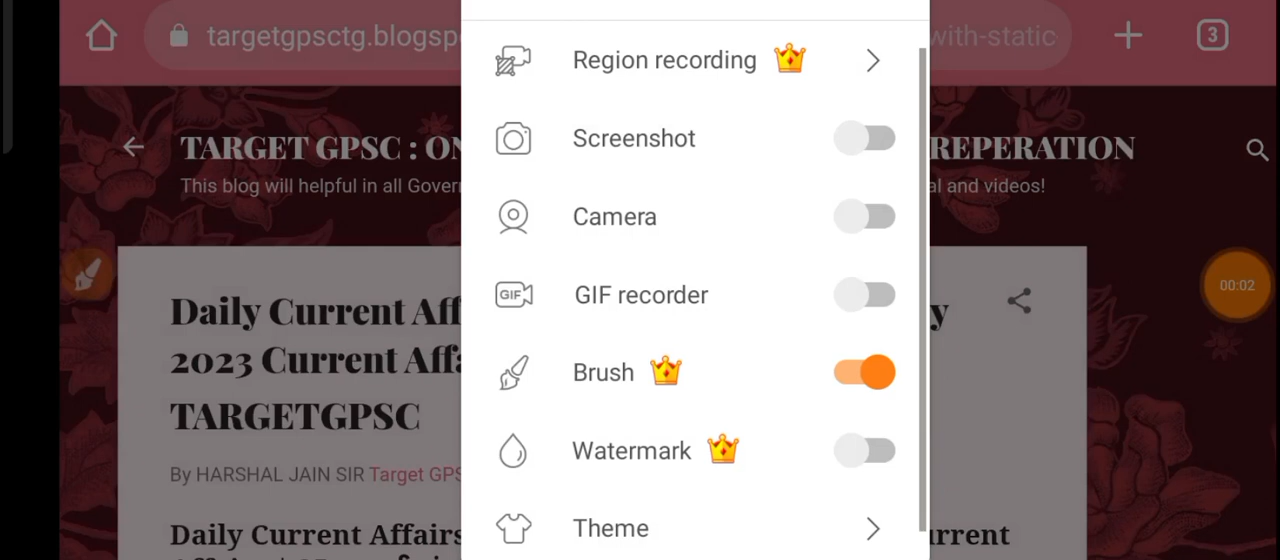 targetgpsctg.blogsp
with-static
3
Region recording
TARGET GPSC : ON
REPERATION
Screenshot
This blog will helpful in all Govern
al and videos!
Camera
00:02
GIF
GIF recorder
Daily Current Aff
y
2023 Current Affa
Brush
TARGETGPSC
Watermark
By HARSHAL JAIN SIR Target GPS
Theme
Daily Current Affairs
urrent